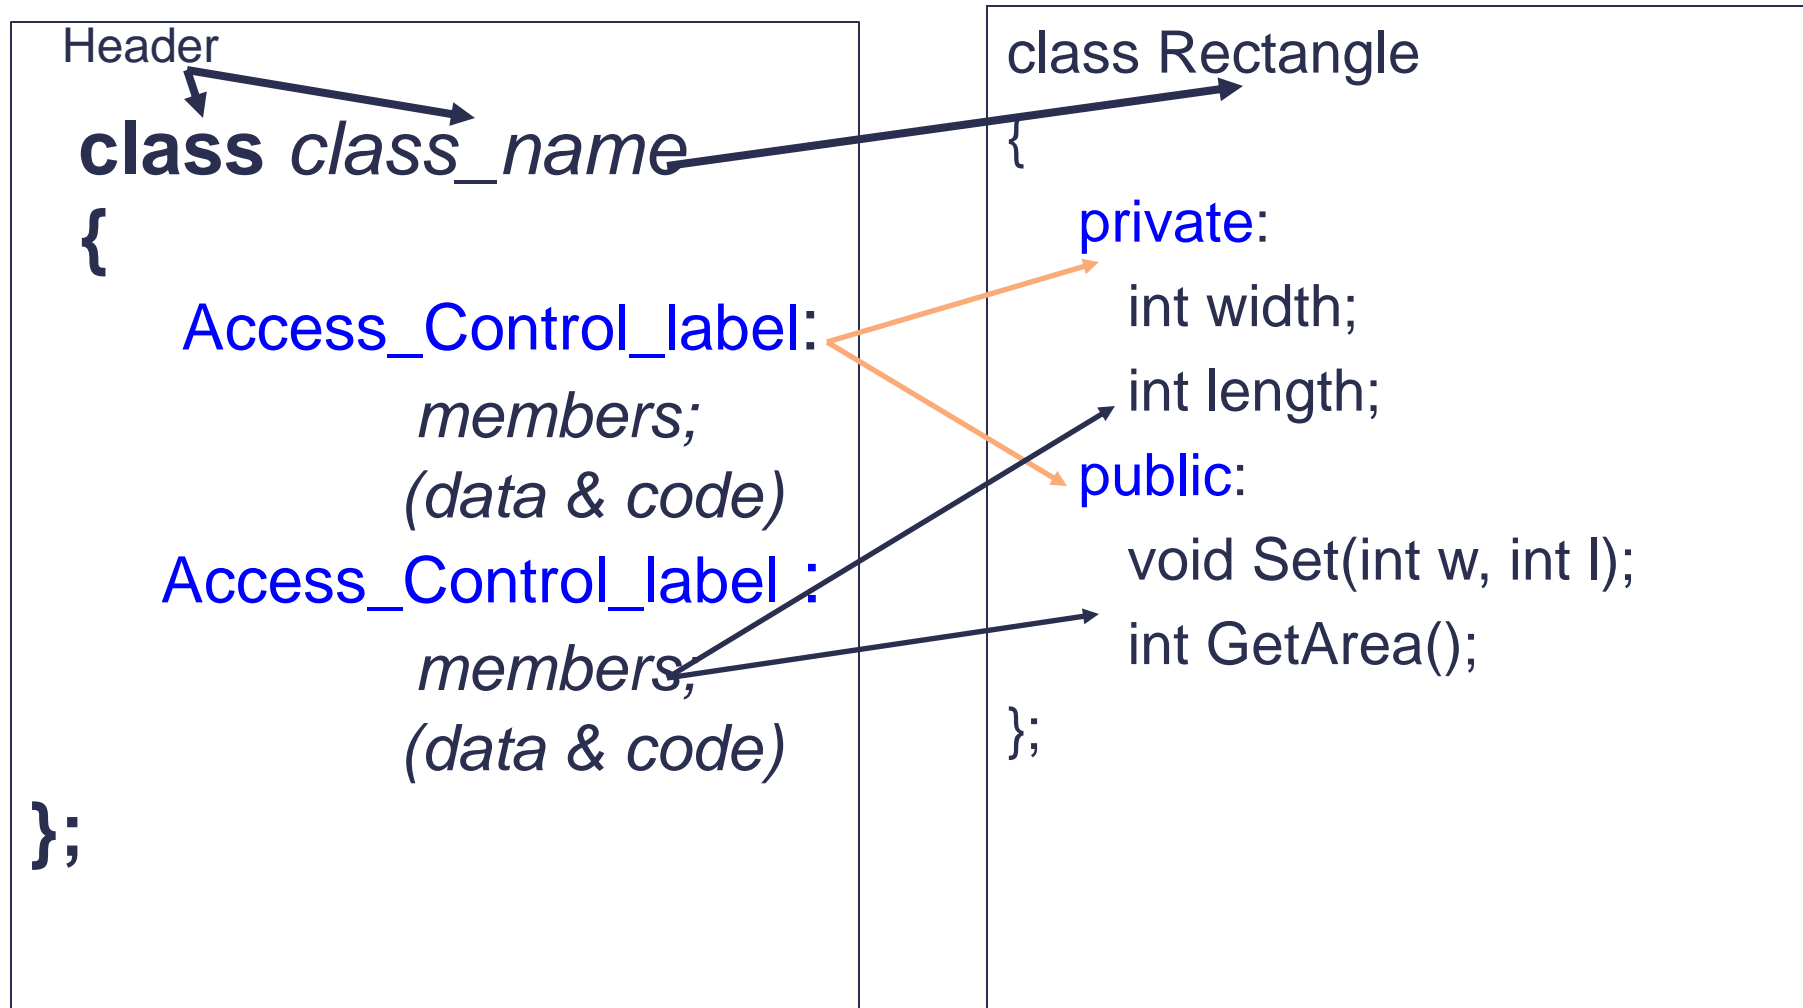 Header
class class_name
{
Access_Control_label:
members;
(data & code)
Access_Control_label :
members;
(data & code)
};
class Rectangle
{
private:
int width;
int length;
public:
void Set(int w, int l);
int GetArea();
};